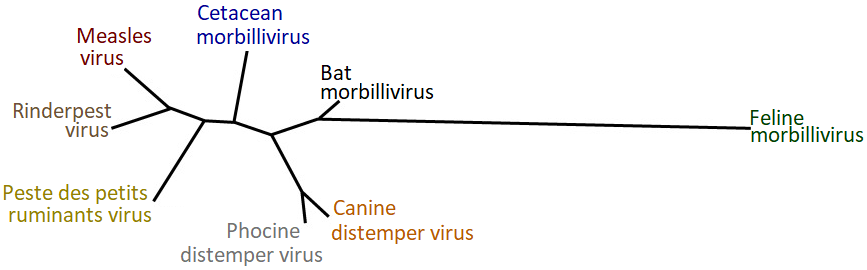 Cetacean
morbillivirus
Measles
virus
Bat
morbillivirus
Rinderpest
virus
Feline
morbillivirus
Peste des petits
ruminants virus
Canine
distemper virus
Phocine
distemper virus